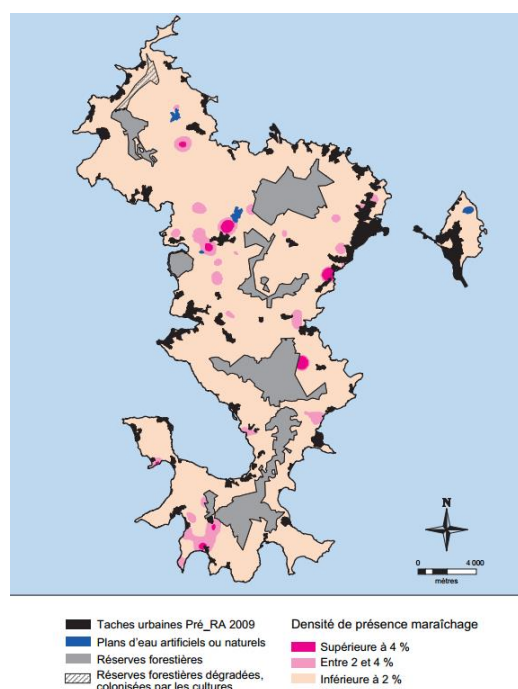 N
0 4 000
mètres
Taches urbaines Pré_RA 2009
Plans d'eau artificiels ou naturels
Réserves forestières
Réserves forestières dégradées,
colonisées par les cultures
Densité de présence maraîchage
Supérieure à 4 %
Entre 2 et 4 %
Inférieure à 2 %